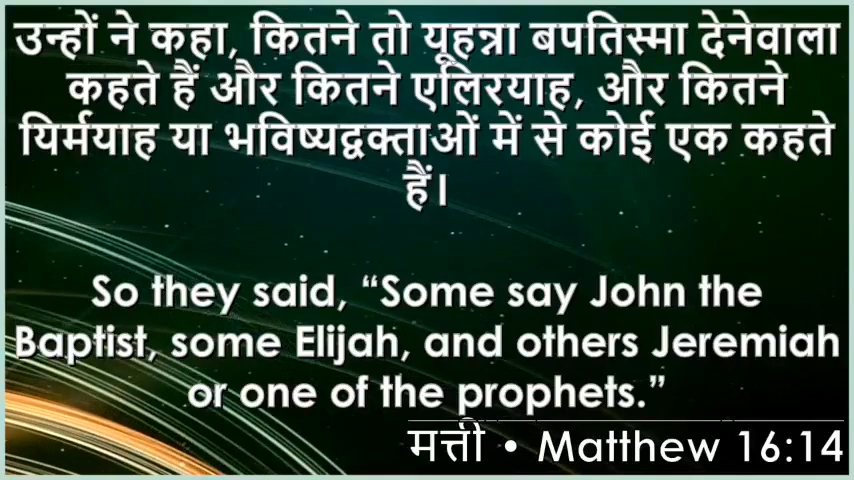 उन्हों ने कहा, कितने तो यूहन्ना बपतिस्मा देनेवाला
कहते हैं और कितने एलिरयाह, और कितने
यिर्मयाह या भविष्यद्वक्ताओं में से कोई एक कहते
हैं।
So they said, “Some say John the
Baptist, some Elijah, and others Jeremiah
or one of the prophets.”
मत्ती • Matthew 16:14